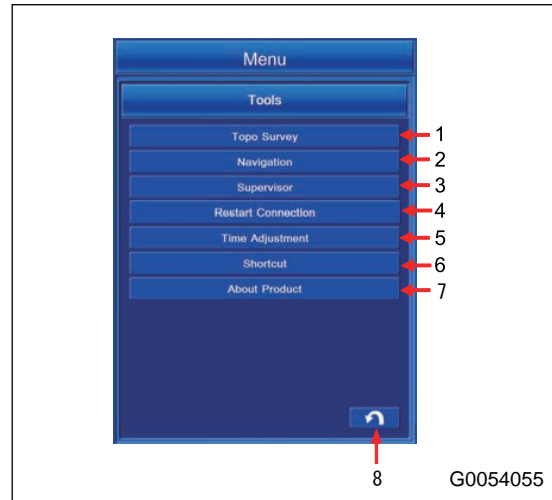 Menu
Tools
Topo Survey 1
Navigation 2
Supervisor 3
Restart Connection 4
Time Adjustment 5
Shortcut 6
About Product 7
8 G0054055